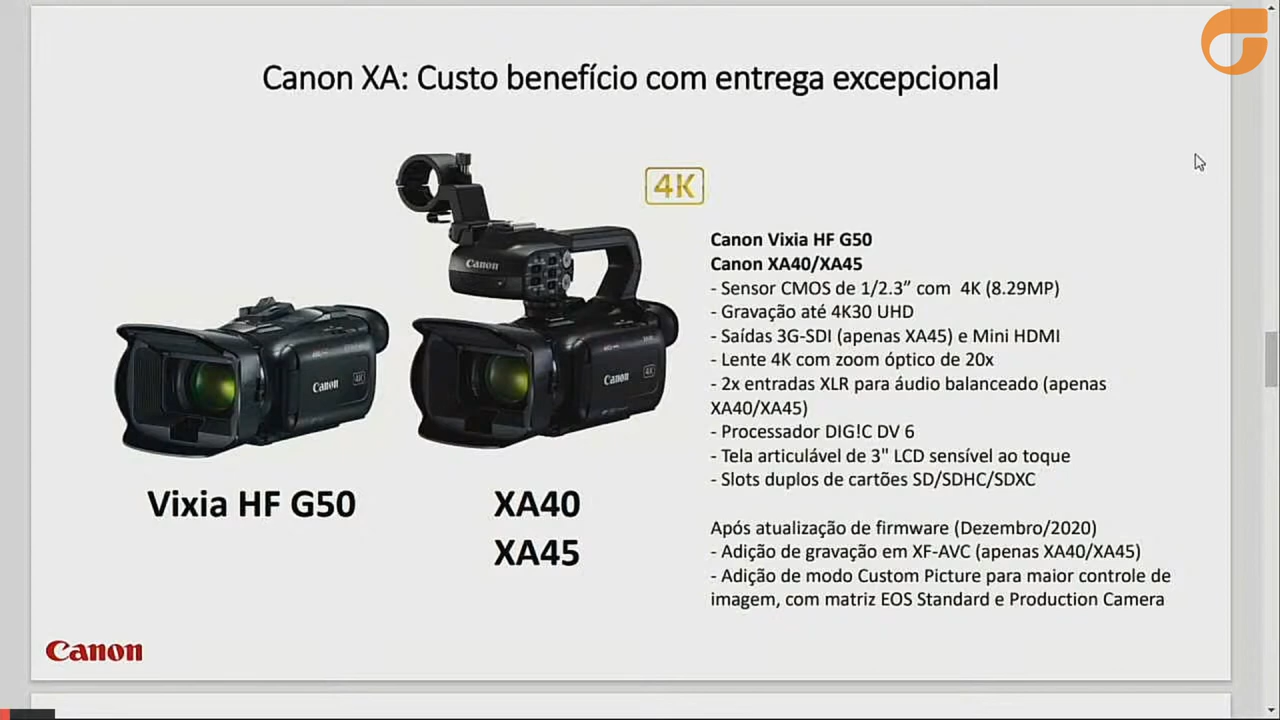 Canon XA: Custo benefício com entrega excepcional
4K
Canon
Canon
4K
Canon
4K
Canon Vixia HF G50
Canon XA40/XA45
- Sensor CMOS de 1/2.3” com  4K (8.29MP)
- Gravação até 4K30 UHD
- Saídas 3G-SDI (apenas XA45) e Mini HDMI
- Lente 4K com zoom óptico de 20x
- 2x entradas XLR para áudio balanceado (apenas
XA40/XA45)
- Processador DIG!C DV 6
- Tela articulável de 3" LCD sensível ao toque
- Slots duplos de cartões SD/SDHC/SDXC
Após atualização de firmware (Dezembro/2020)
- Adição de gravação em XF-AVC (apenas XA40/XA45)
- Adição de modo Custom Picture para maior controle de
imagem, com matriz EOS Standard e Production Camera
Vixia HF G50
XA40
XA45
Canon